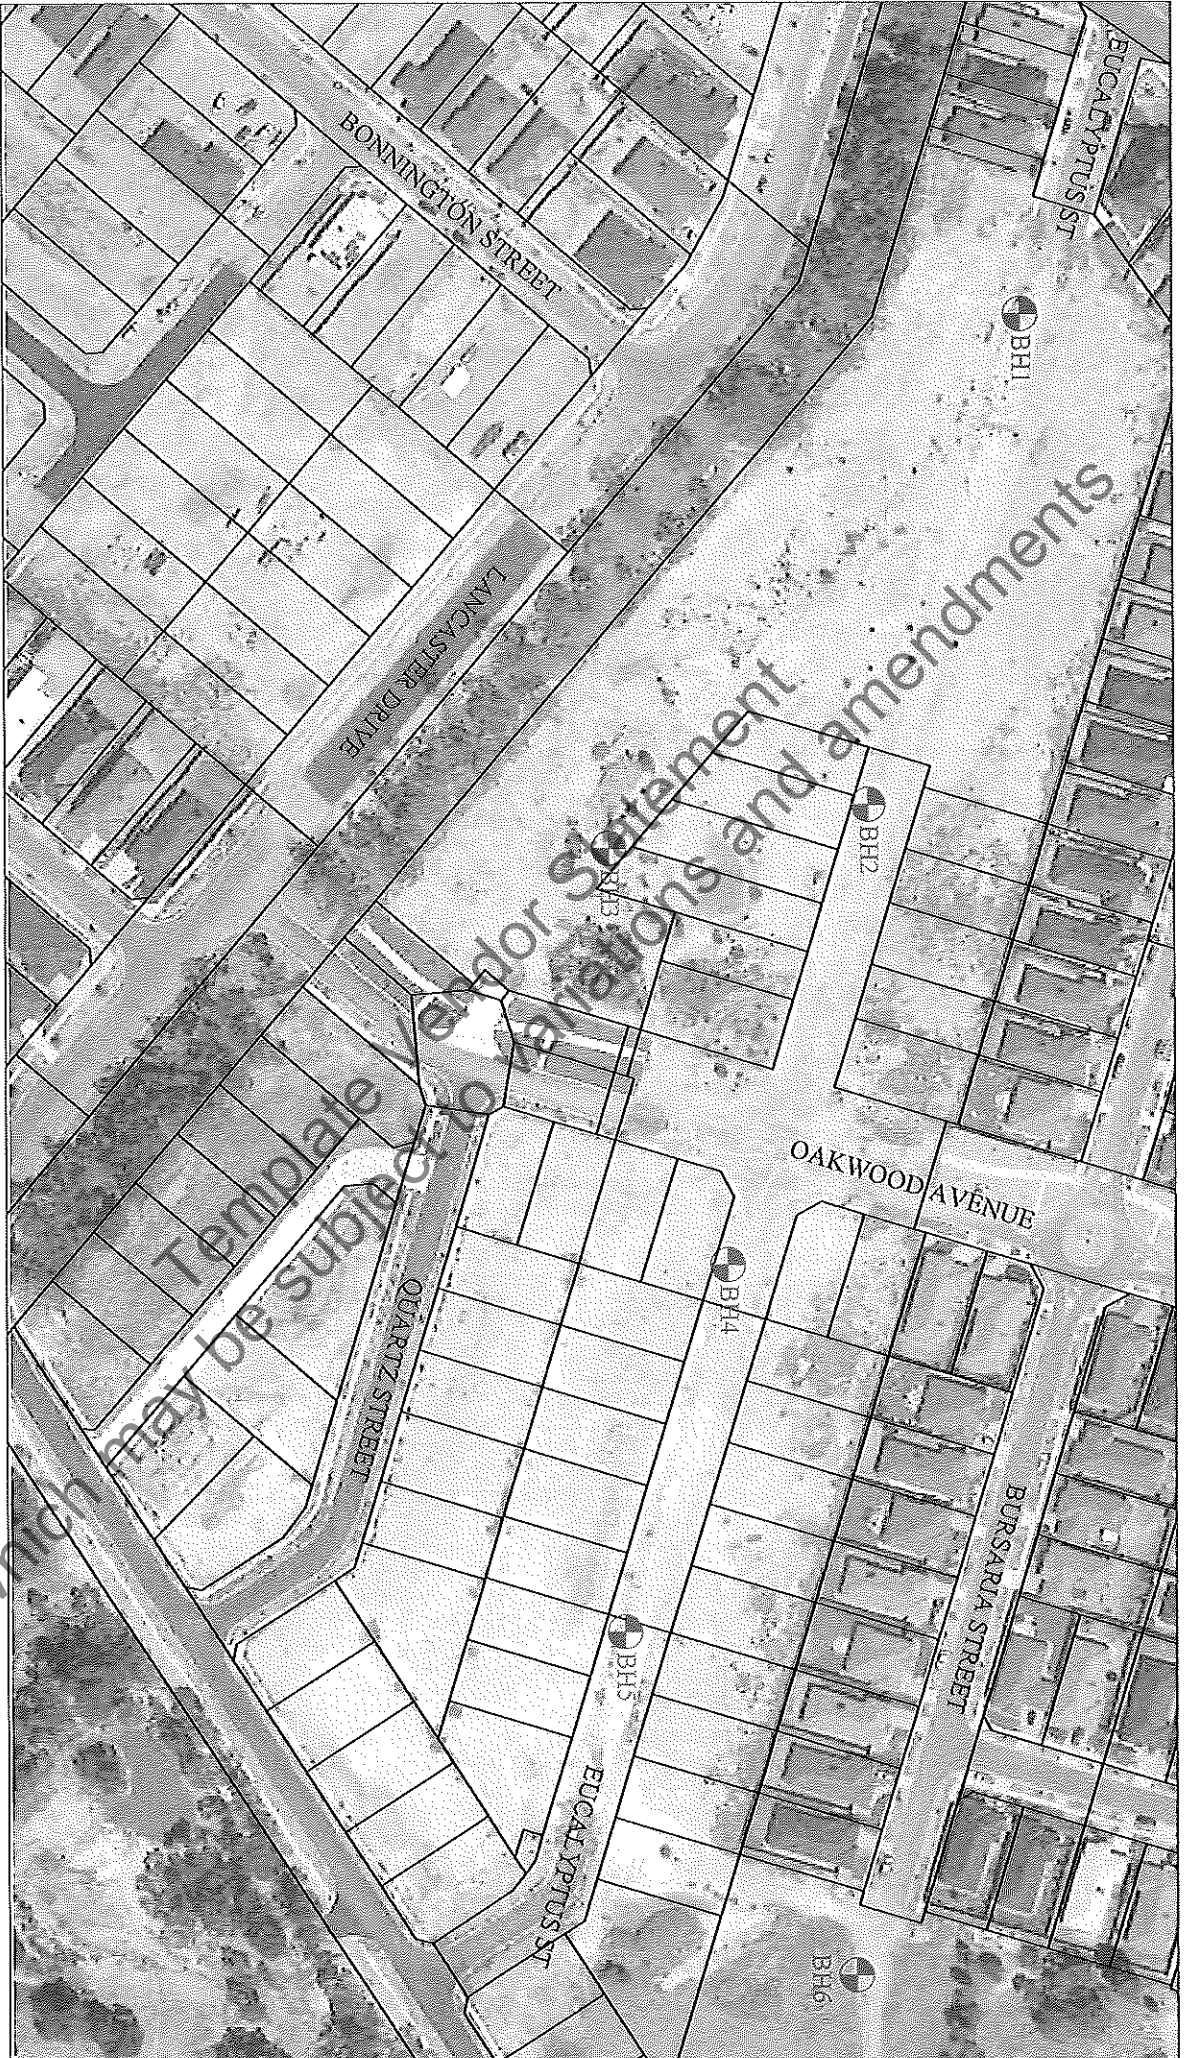 EUCALYPTUS ST
BONNINGTON STREET
BH1
LANCASTER DRIVE
BH2
BH3
OAKWOOD AVENUE
BH4
QUARTZ STREET
BURSARIA STREET
BH5
EUCALYPTUS ST
BH6
Template Vendor Statement
which may be subject to variations and amendments